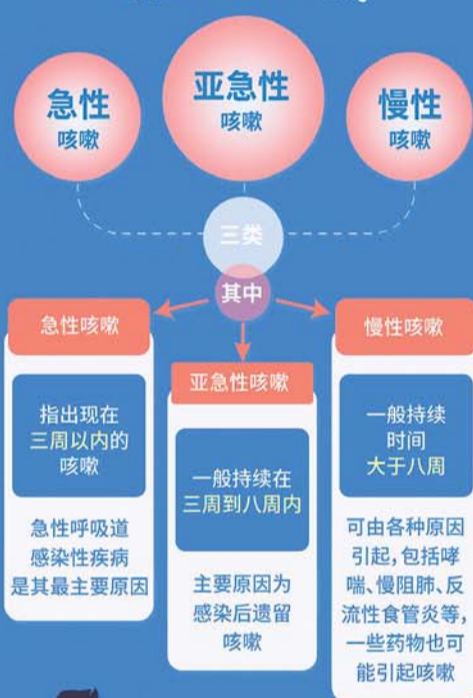 急性
咳嗽
亚急性
咳嗽
慢性
咳嗽
三类
其中
急性咳嗽
指出现在
三周以内的
咳嗽
急性呼吸道
感染性疾病
是其最主要原因
亚急性咳嗽
一般持续在
三周到八周内
主要原因为
感染后遗留
咳嗽
慢性咳嗽
一般持续
时间
大于八周
可由各种原因
引起,包括哮
喘、慢阻肺、反
流性食管炎等,
一些药物也可
能引起咳嗽